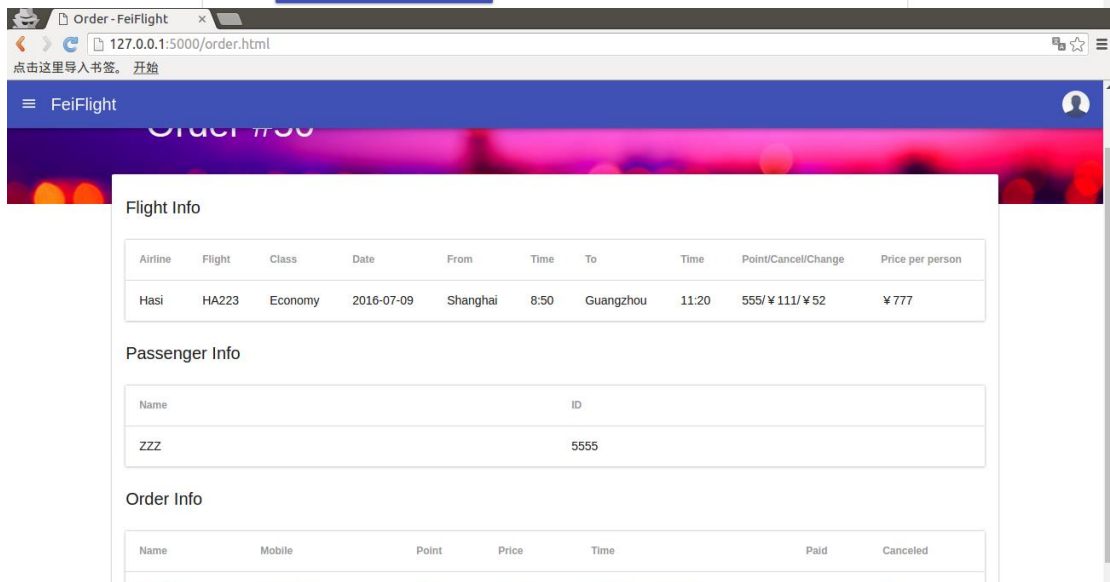 Order - FeiFlight ×
127.0.0.1:5000/order.html
点击这里导入书签。 开始
FeiFlight
Order #50
Flight Info
Airline Flight Class Date From Time To Time Point/Cancel/Change Price per person
Hasi HA223 Economy 2016-07-09 Shanghai 8:50 Guangzhou 11:20 555/¥111/¥52 ¥777
Passenger Info
Name ID
ZZZ 5555
Order Info
Name Mobile Point Price Time Paid Canceled